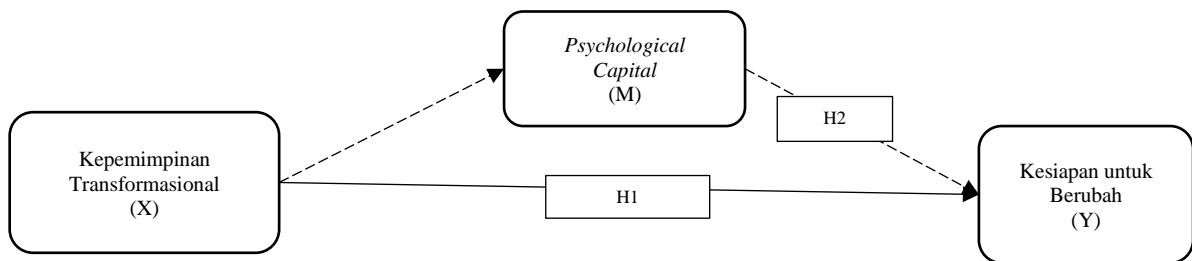 Psychological
Capital
(M)
H2
Kepemimpinan
Transformasional
(X)
Kesiapan untuk
Berubah
(Y)
H1